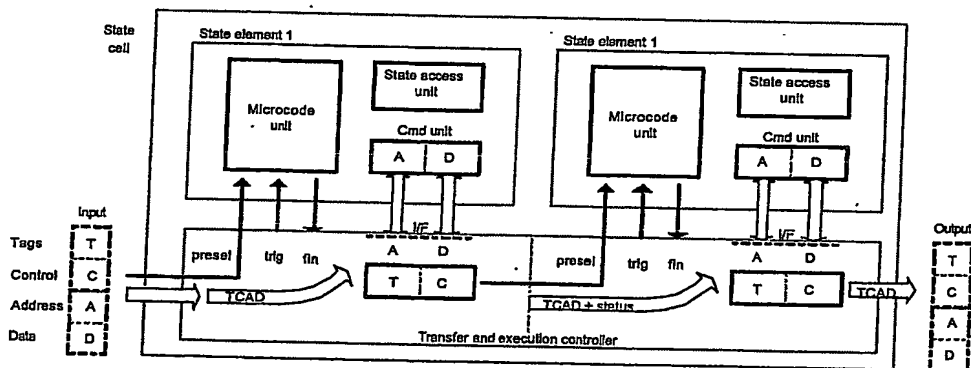 State cell
State element 1
State element 1
Microcode unit
State access unit
Cmd unit
A D
Microcode unit
State access unit
Cmd unit
A D
Input
Tags T
Control C
Address A
Data D
presel trig fin
I/F
A D
T C
TCAD
presel trig fin
I/F
A D
T C
TCAD + status
TCAD
Transfer and execution controller
Output
T
C
A
D